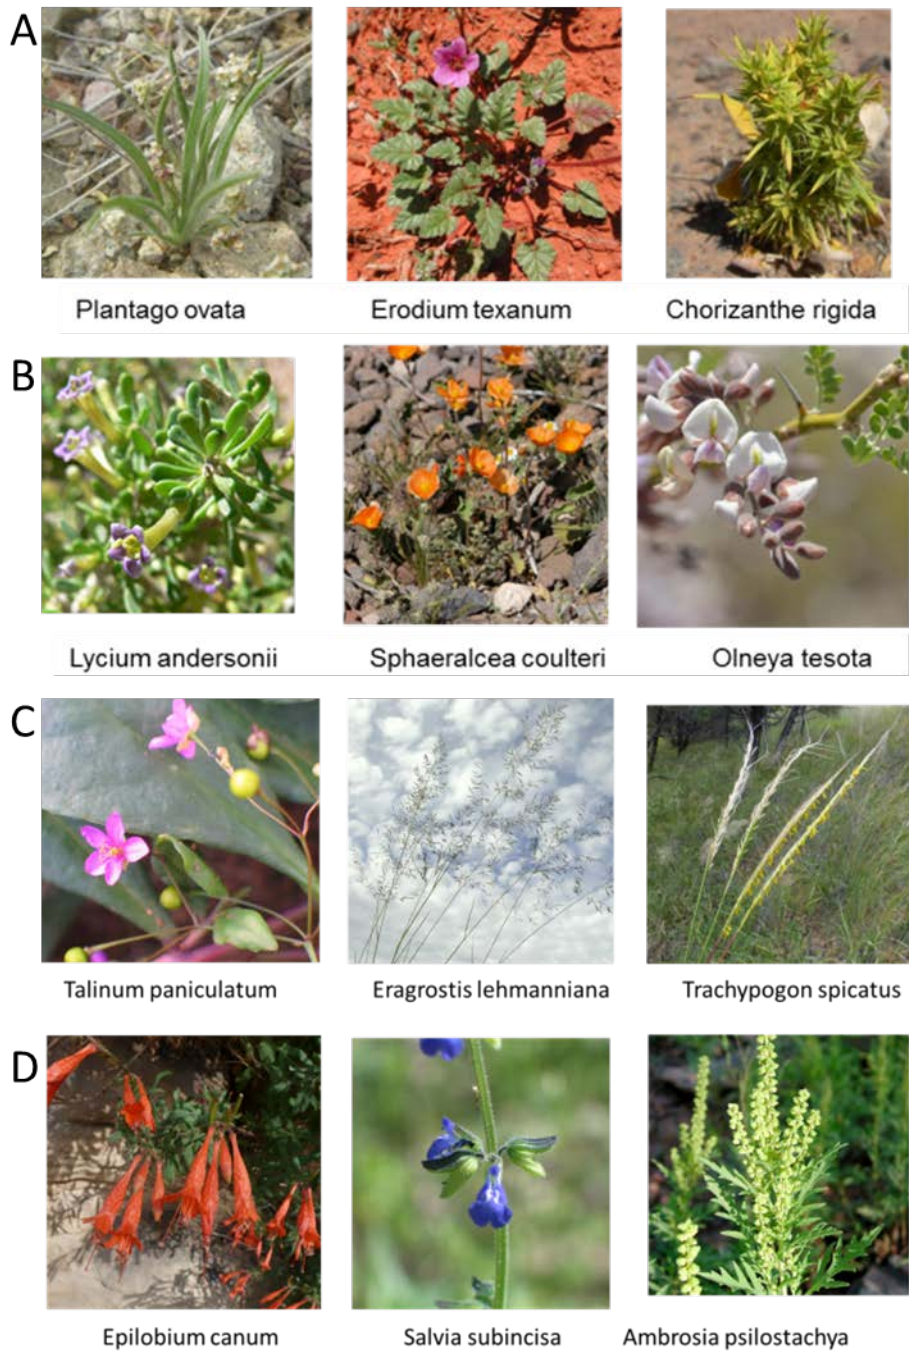 A
Plantago ovata
Erodium texanum
Chorizanthe rigida
B
Lycium andersonii
Sphaeralcea coulteri
Olneya tesota
C
Talinum paniculatum
Eragrostis lehmanniana
Trachypogon spicatus
D
Epilobium canum
Salvia subincisa
Ambrosia psilostachya